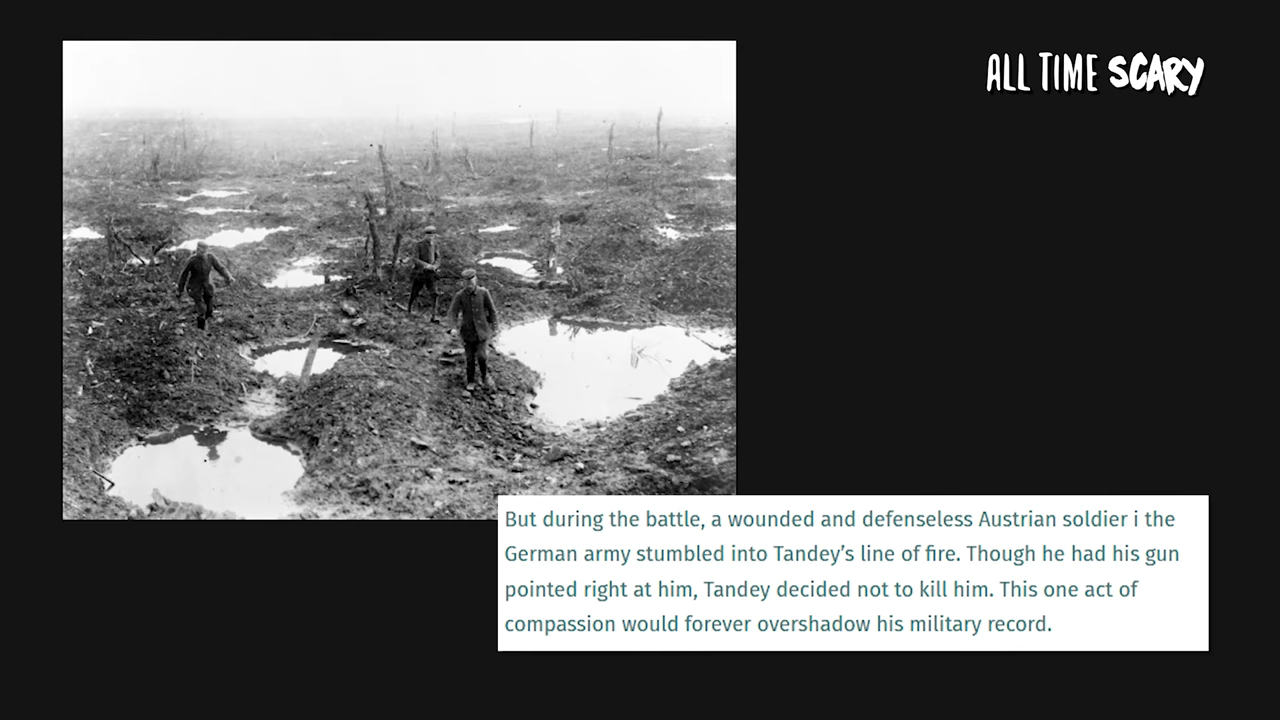 ALL TIME SCARY
But during the battle, a wounded and defenseless Austrian soldier i the
German army stumbled into Tandey’s line of fire. Though he had his gun
pointed right at him, Tandey decided not to kill him. This one act of
compassion would forever overshadow his military record.